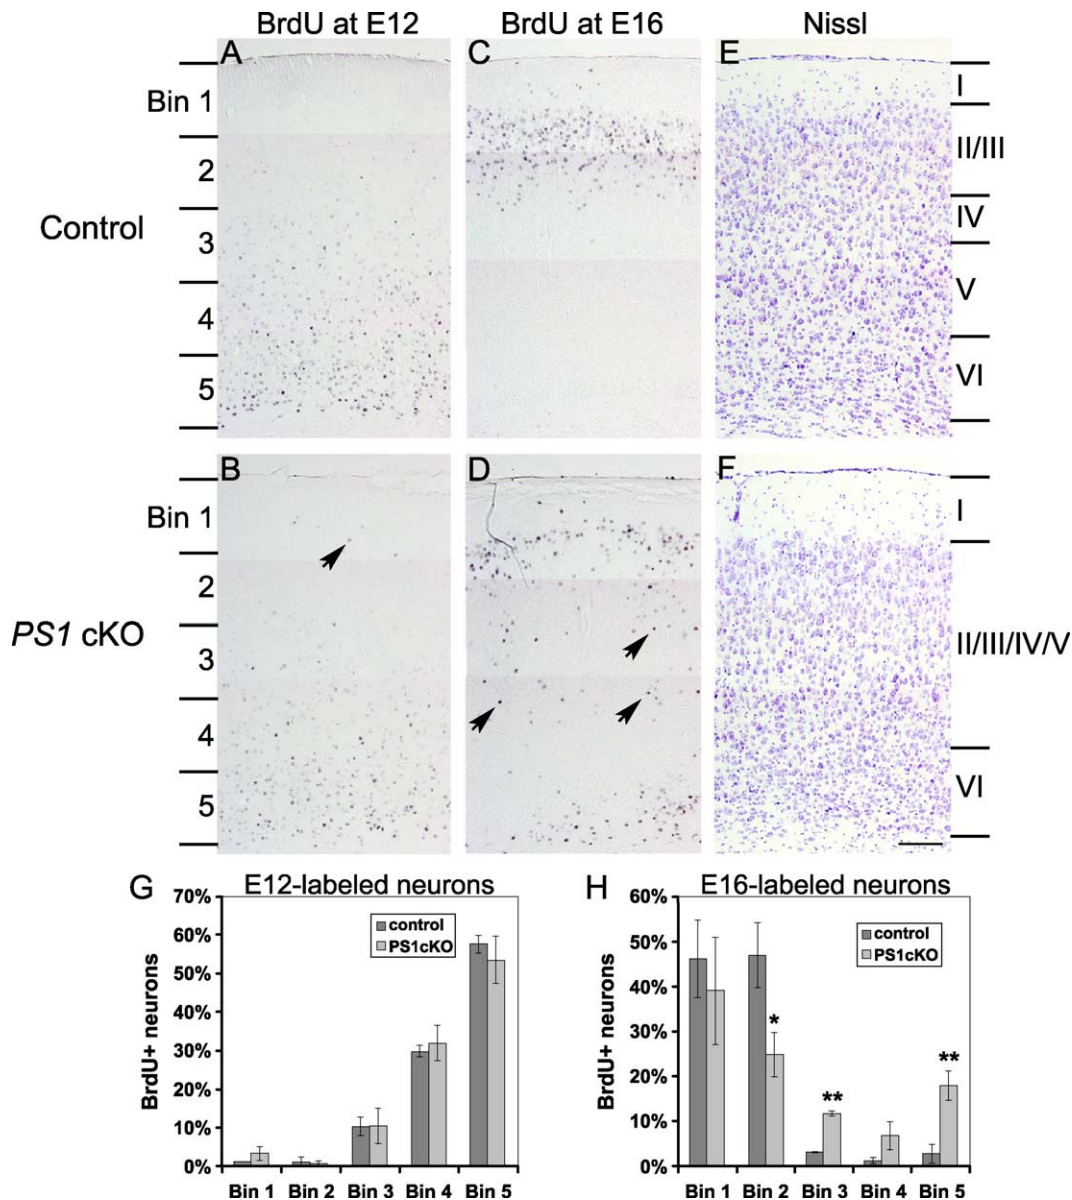 BrdU at E12 BrdU at E16 Nissl
A C E
Bin 1 I
2 II/III
Control 3 IV
4 V
5 VI
B D F
Bin 1 I
2
PS1 cKO 3 II/III/IV/V
4
5 VI
G E12-labeled neurons
70%
60%
50%
40%
30%
20%
10%
0%
BrdU+ neurons
control
PS1cKO
Bin 1 Bin 2 Bin 3 Bin 4 Bin 5
H E16-labeled neurons
60%
50%
40%
30%
20%
10%
0%
BrdU+ neurons
control
PS1cKO
*
**
**
Bin 1 Bin 2 Bin 3 Bin 4 Bin 5